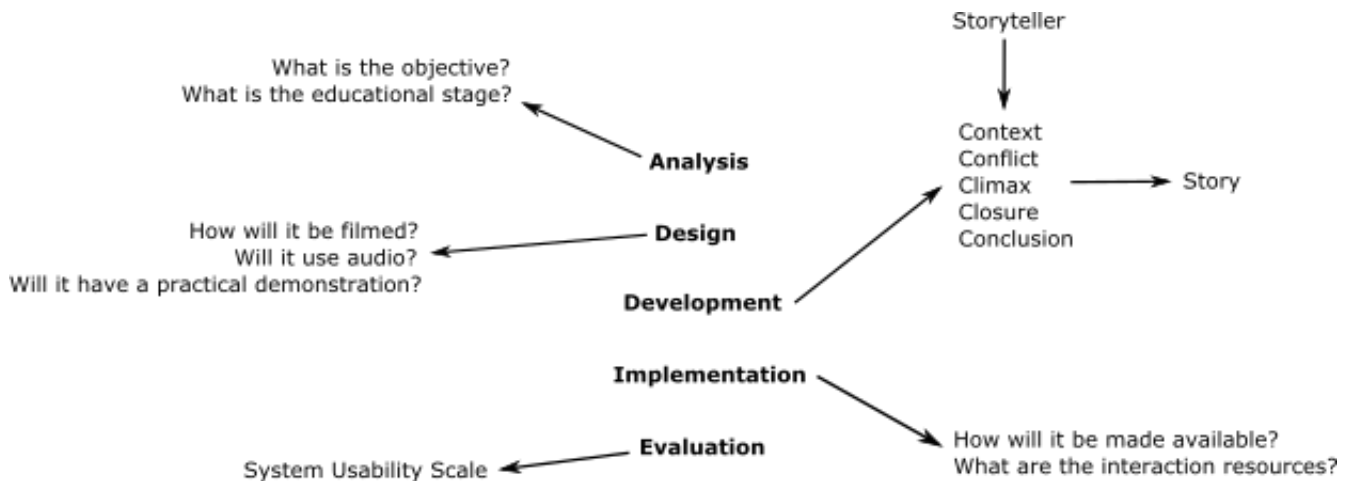 Storyteller
What is the objective?
What is the educational stage?
Analysis
Context
Conflict
Climax
Closure
Conclusion
Story
How will it be filmed?
Will it use audio?
Will it have a practical demonstration?
Design
Development
Implementation
How will it be made available?
What are the interaction resources?
Evaluation
System Usability Scale